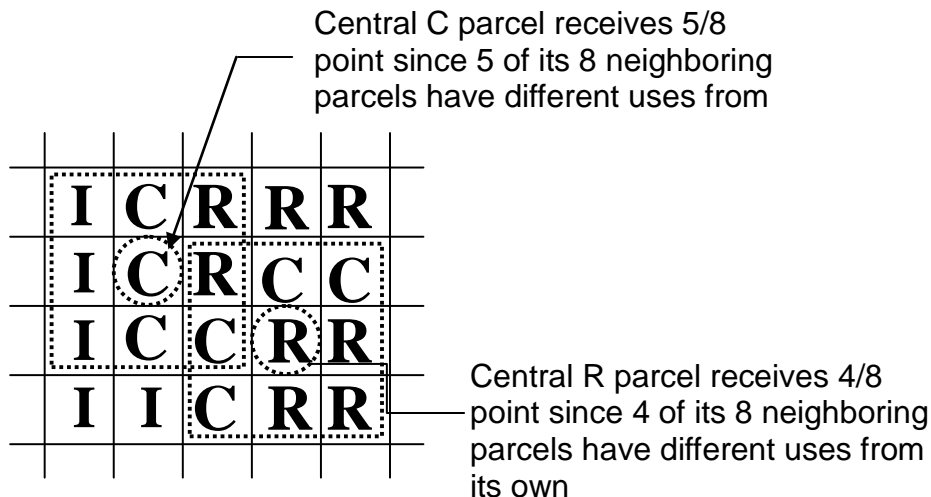 Central C parcel receives 5/8
point since 5 of its 8 neighboring
parcels have different uses from
I C R R R
I C R C C
I C C R R
I I C R R
Central R parcel receives 4/8
point since 4 of its 8 neighboring
parcels have different uses from
its own